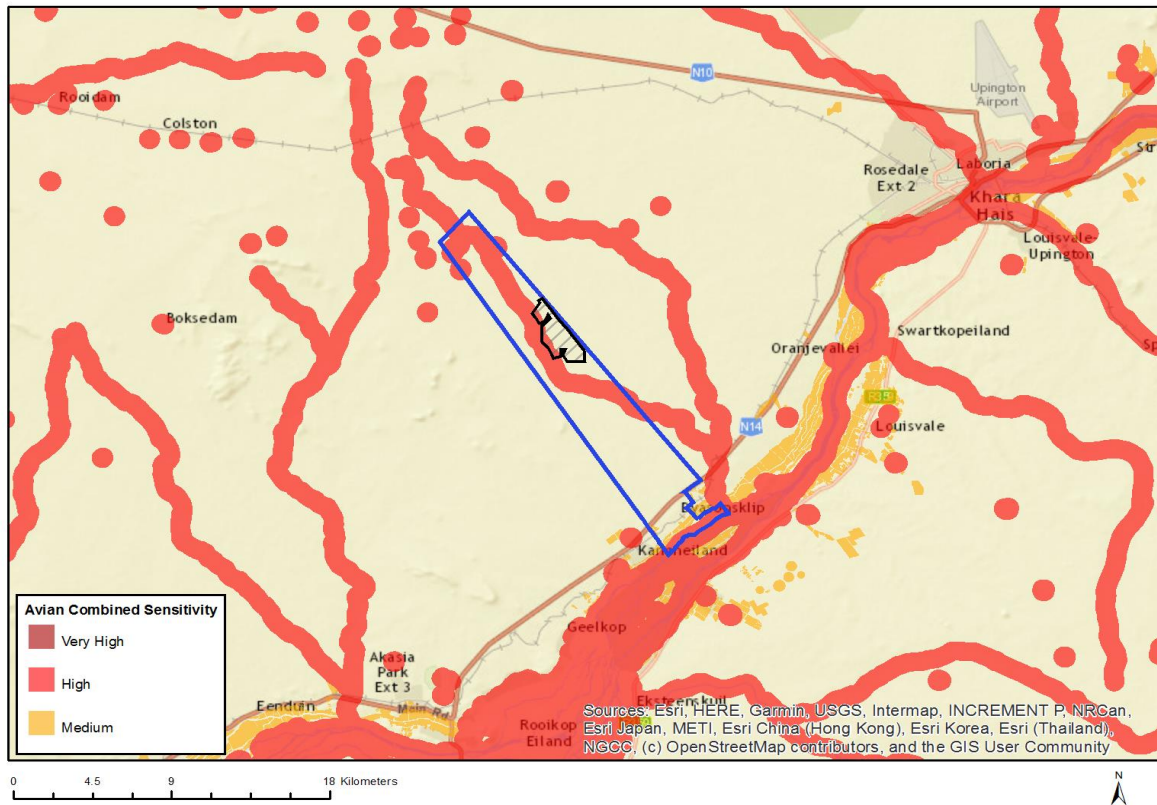 N10
Upington
Airport
Rooidam
Colston
Laboria
Str
Rosedale
Ext 2
Khara
Hais
Louisvale-
Upington
Boksedam
Swartkopeiland
Oranjevallei
Sp
Louisvale
N14
Kanoneiland
Geelkop
Avian Combined Sensitivity
Very High
High
Medium
Akasia
Park
Ext 3
Eenduin
Main Rd
Eksteenskuil
Rooikop
Eiland
Sources: Esri, HERE, Garmin, USGS, Intermap, INCREMENT P, NRCan,
Esri Japan, METI, Esri China (Hong Kong), Esri Korea, Esri (Thailand),
NGCC, (c) OpenStreetMap contributors, and the GIS User Community
0 4.5 9 18 Kilometers
N